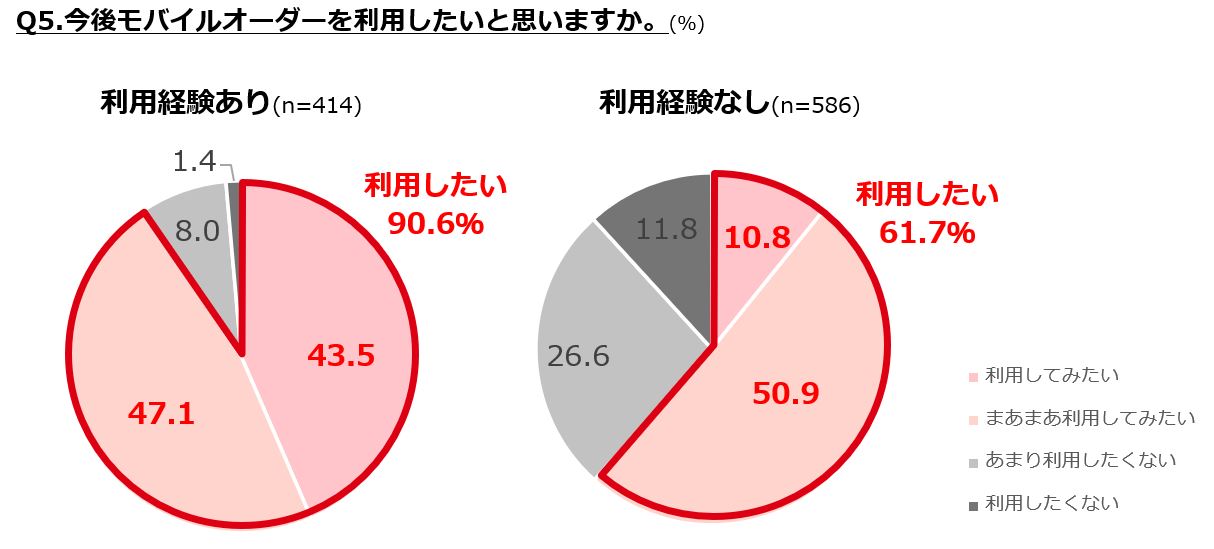 Q5.今後モバイルオーダーを利用したいと思いますか。(%)
利用経験あり(n=414)
1.4
8.0
利用したい
90.6%
43.5
47.1
利用経験なし(n=586)
11.8
10.8
利用したい
61.7%
26.6
50.9
利用してみたい
まあまあ利用してみたい
あまり利用したくない
利用したくない